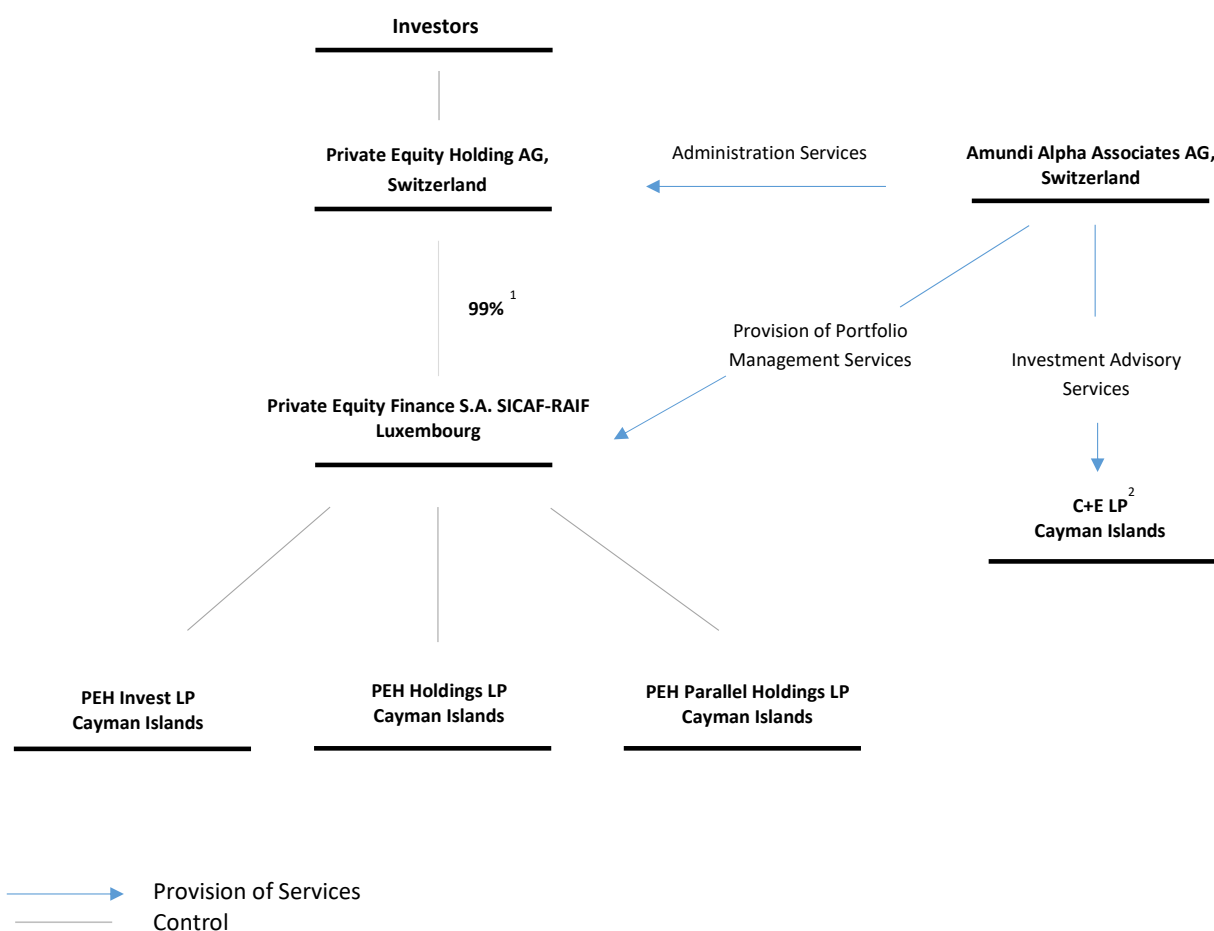 Investors
Private Equity Holding AG,
Switzerland
Administration Services
Amundi Alpha Associates AG,
Switzerland
99% 1
Provision of Portfolio
Management Services
Investment Advisory
Services
Private Equity Finance S.A. SICAF-RAIF
Luxembourg
C+E LP 2
Cayman Islands
PEH Invest LP
Cayman Islands
PEH Holdings LP
Cayman Islands
PEH Parallel Holdings LP
Cayman Islands
Provision of Services
Control